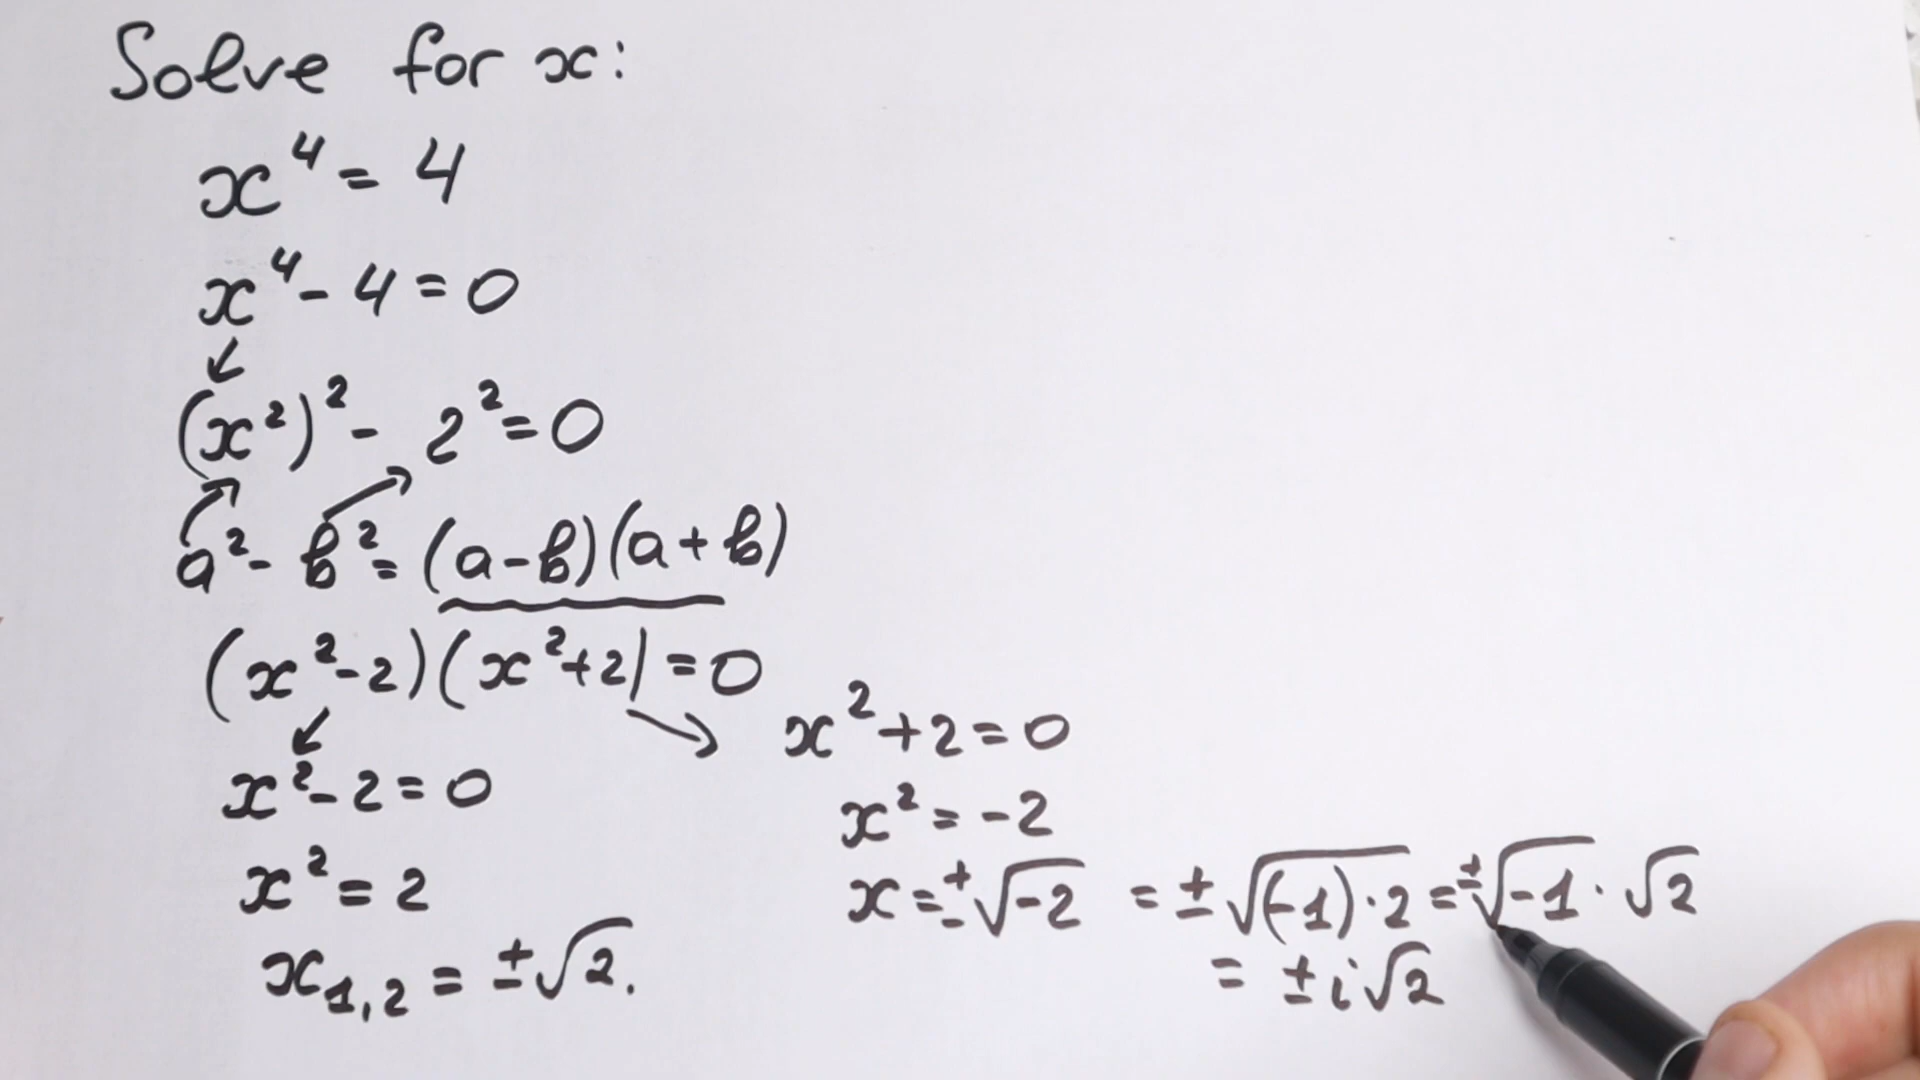 Solve for x:
x⁴ = 4
x⁴ - 4 = 0
(x²)² - 2² = 0
a² - b² = (a-b)(a+b)
(x²-2)(x²+2) = 0
x² - 2 = 0
x² = 2
x₁,₂ = ±√2.
x² + 2 = 0
x² = -2
x = ±√-2 = ±√(-1)·2 = ±√-1 · √2
= ±i√2